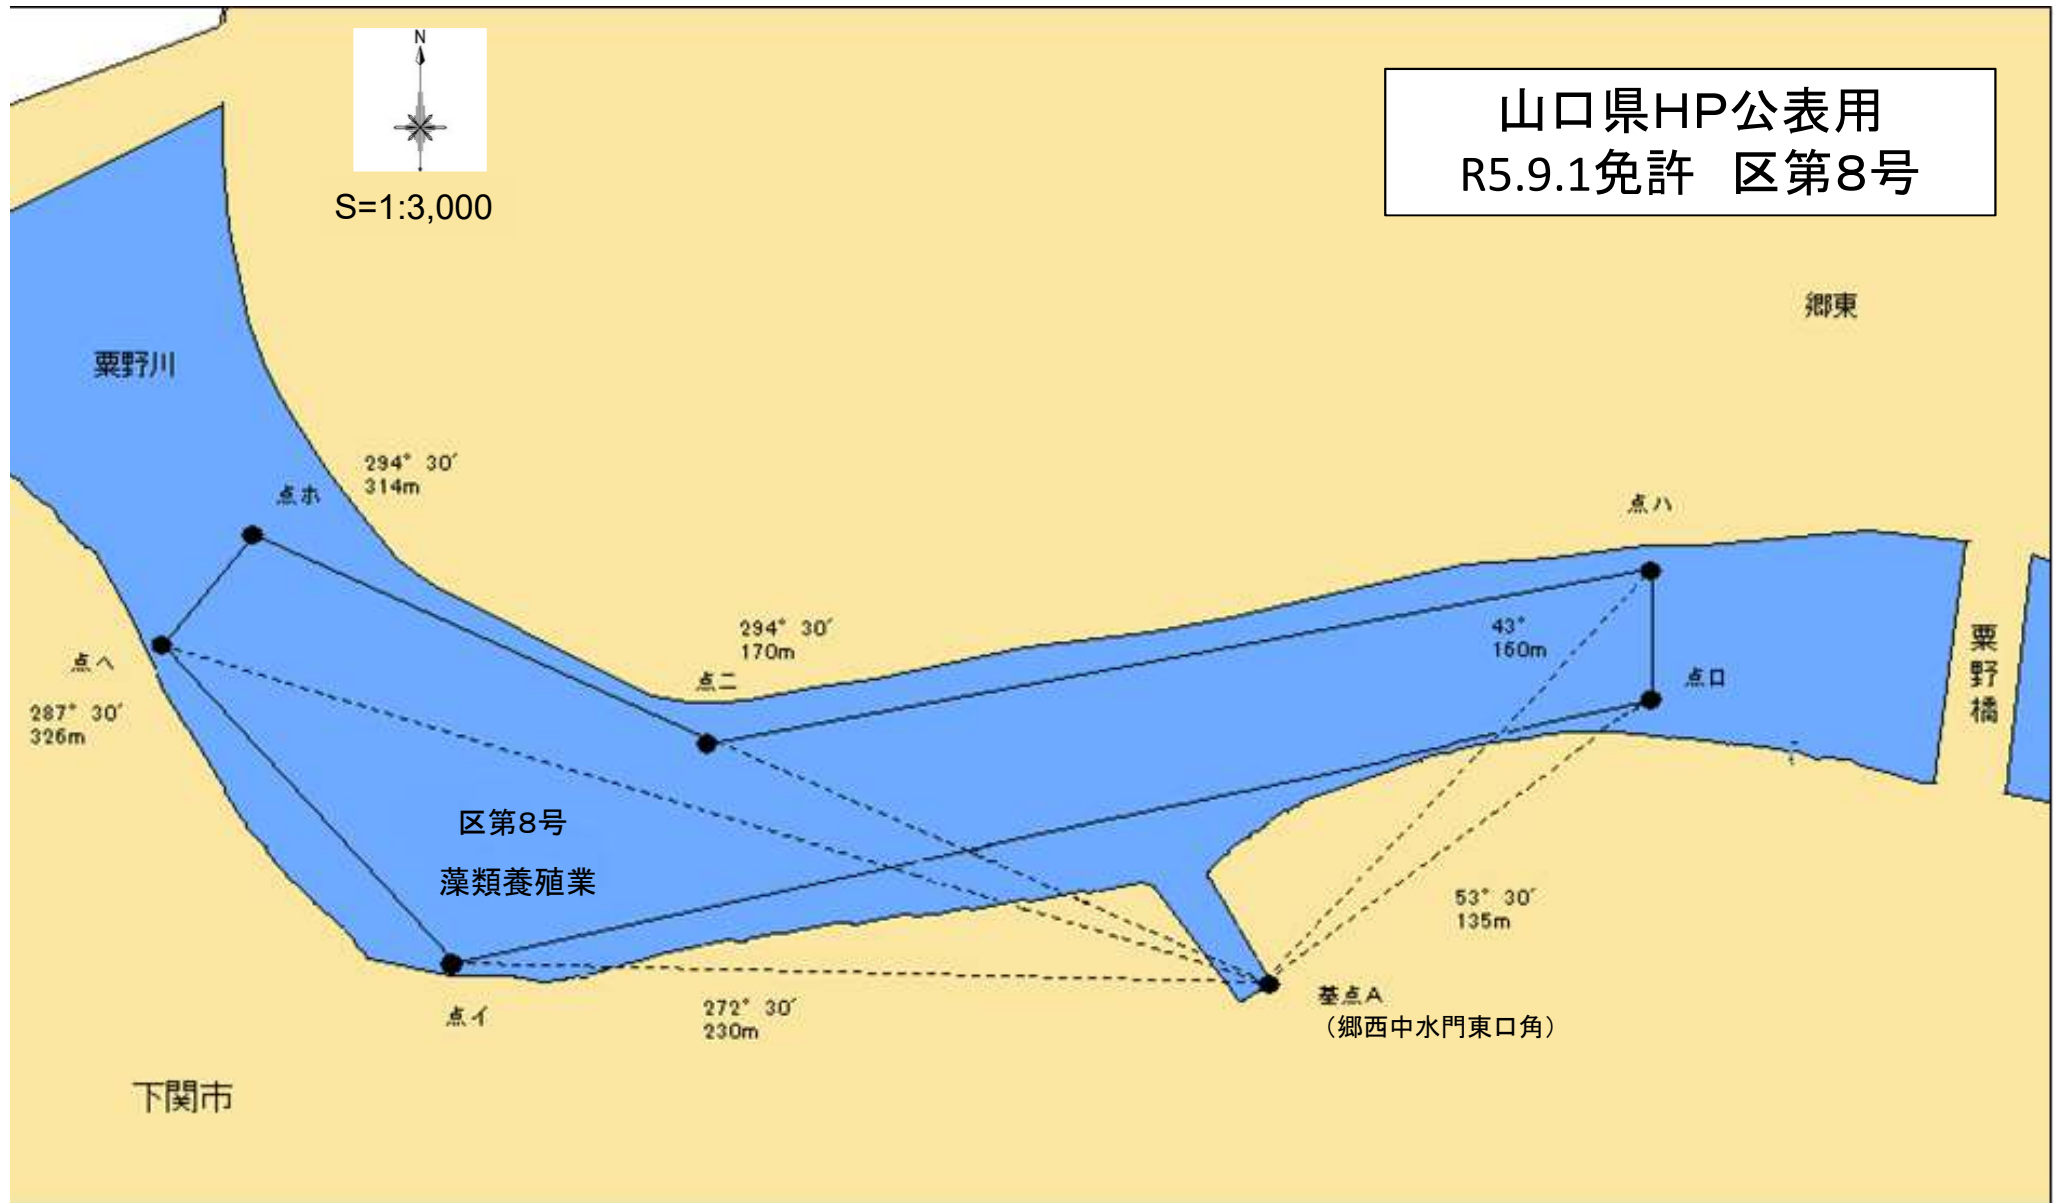 N
S=1:3,000
山口県HP公表用
R5.9.1免許　区第8号
郷東
粟野川
294° 30′
314m
点ホ
点ハ
294° 30′
170m
43°
160m
粟野橋
点ヘ
点ニ
点ロ
287° 30′
326m
区第8号
藻類養殖業
53° 30′
135m
基点A
（郷西中水門東口角）
点イ
272° 30′
230m
下関市